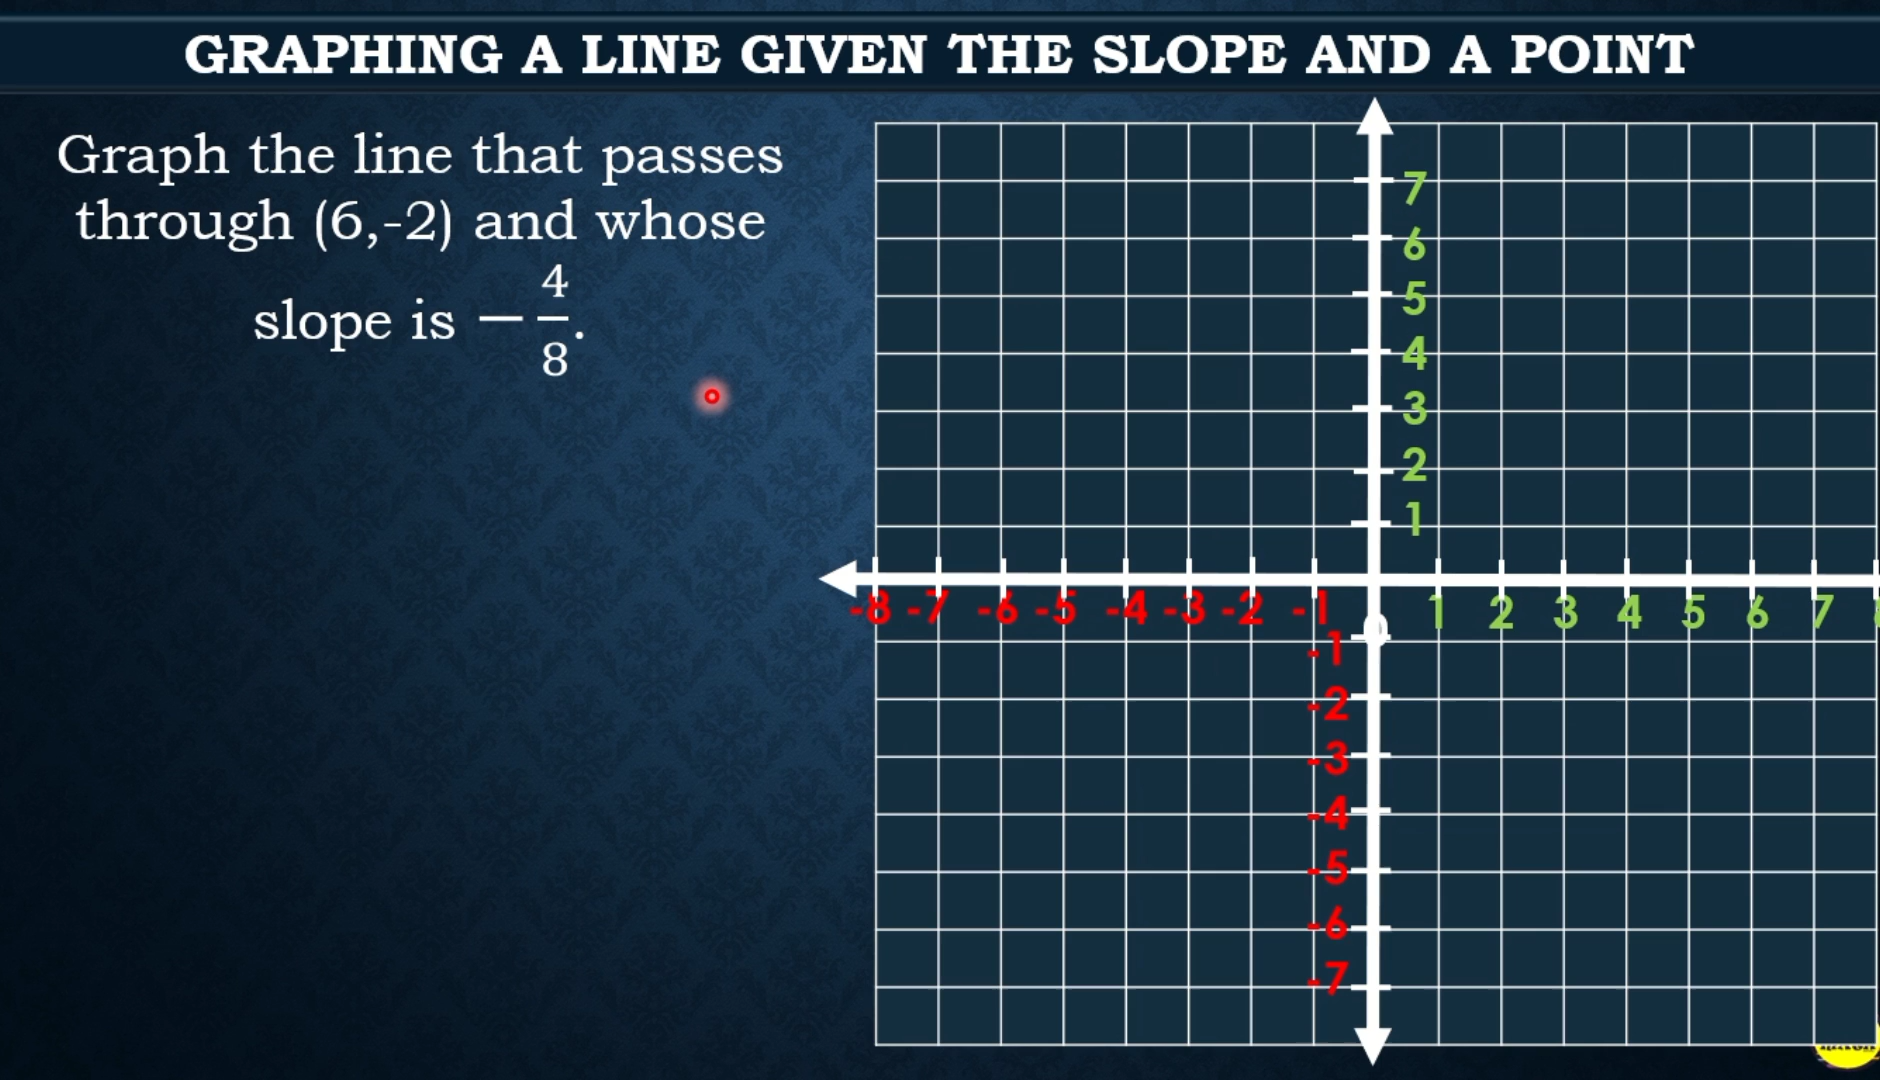 GRAPHING A LINE GIVEN THE SLOPE AND A POINT
Graph the line that passes
through (6,-2) and whose
slope is −4/8.
7
6
5
4
3
2
1
-8 -7 -6 -5 -4 -3 -2 -1 0 1 2 3 4 5 6 7
-1
-2
-3
-4
-5
-6
-7